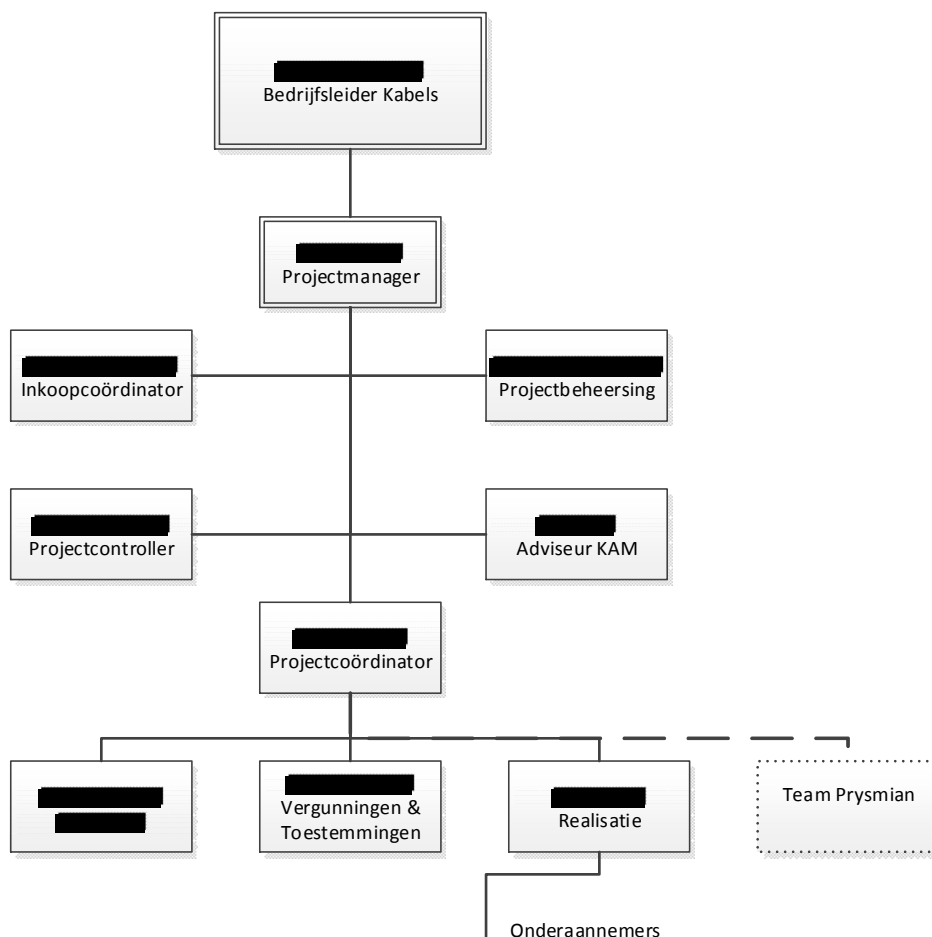 Bedrijfsleider Kabels
Projectmanager
Inkoopcoördinator
Projectbeheersing
Projectcontroller
Adviseur KAM
Projectcoördinator
Vergunningen &
Toestemmingen
Realisatie
Team Prysmian
Onderaannemers